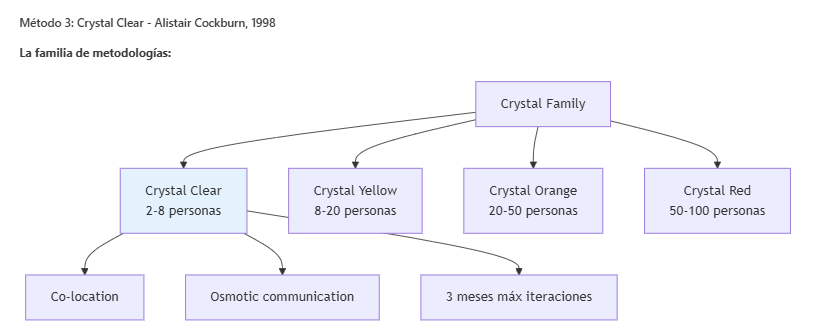 Método 3: Crystal Clear - Alistair Cockburn, 1998
La familia de metodologías:
Crystal Family
Crystal Clear
2-8 personas
Crystal Yellow
8-20 personas
Crystal Orange
20-50 personas
Crystal Red
50-100 personas
Co-location
Osmotic communication
3 meses máx iteraciones